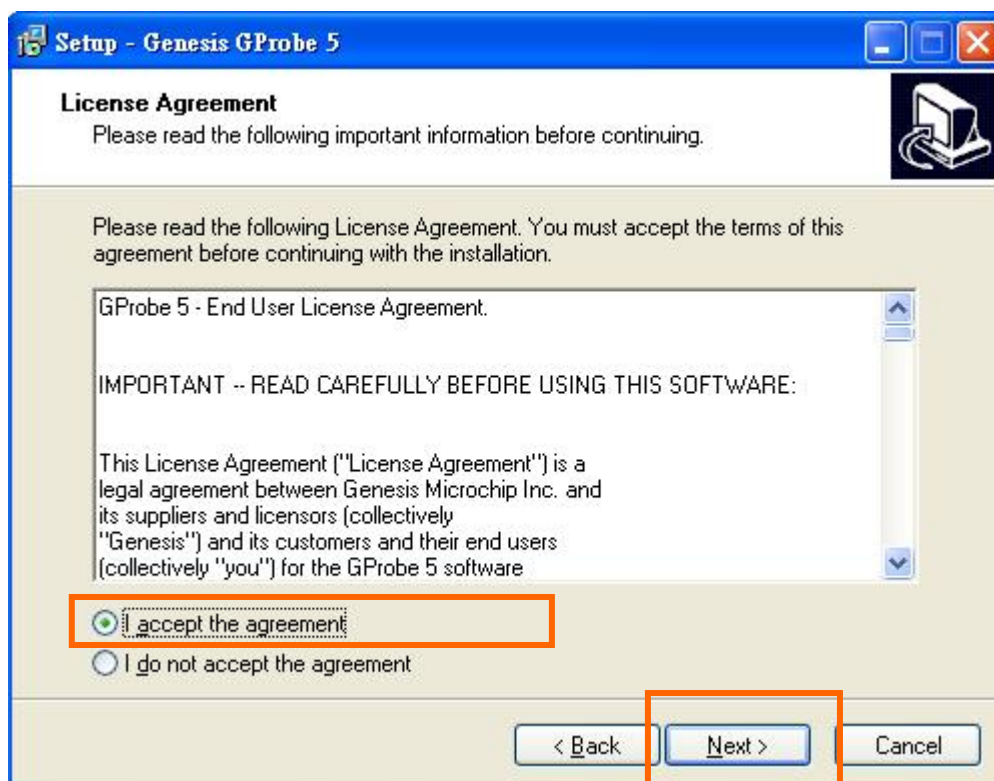 Setup - Genesis GProbe 5
License Agreement
Please read the following important information before continuing.
Please read the following License Agreement. You must accept the terms of this
agreement before continuing with the installation.
GProbe 5 - End User License Agreement.
IMPORTANT -- READ CAREFULLY BEFORE USING THIS SOFTWARE:
This License Agreement ("License Agreement") is a
legal agreement between Genesis Microchip Inc. and
its suppliers and licensors (collectively
"Genesis") and its customers and their end users
(collectively "you") for the GProbe 5 software
I accept the agreement
I do not accept the agreement
< Back Next > Cancel